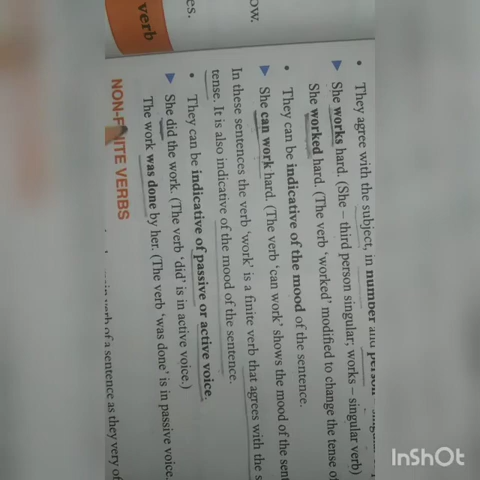 verb
es.
ow.
• They agree with the subject, in number and person
▶ She works hard. (She – third person singular; works – singular verb)
She worked hard. (The verb 'worked' modified to change the tense of
• They can be indicative of the mood of the sentence.
▶ She can work hard. (The verb 'can work' shows the mood of the sent
In these sentences the verb 'work' is a finite verb that agrees with the s
tense. It is also indicative of the mood of the sentence.
• They can be indicative of passive or active voice.
▶ She did the work. (The verb 'did' is in active voice.)
The work was done by her. (The verb 'was done' is in passive voice.
NON-FINITE VERBS
verb of a sentence as they very of
InShOt